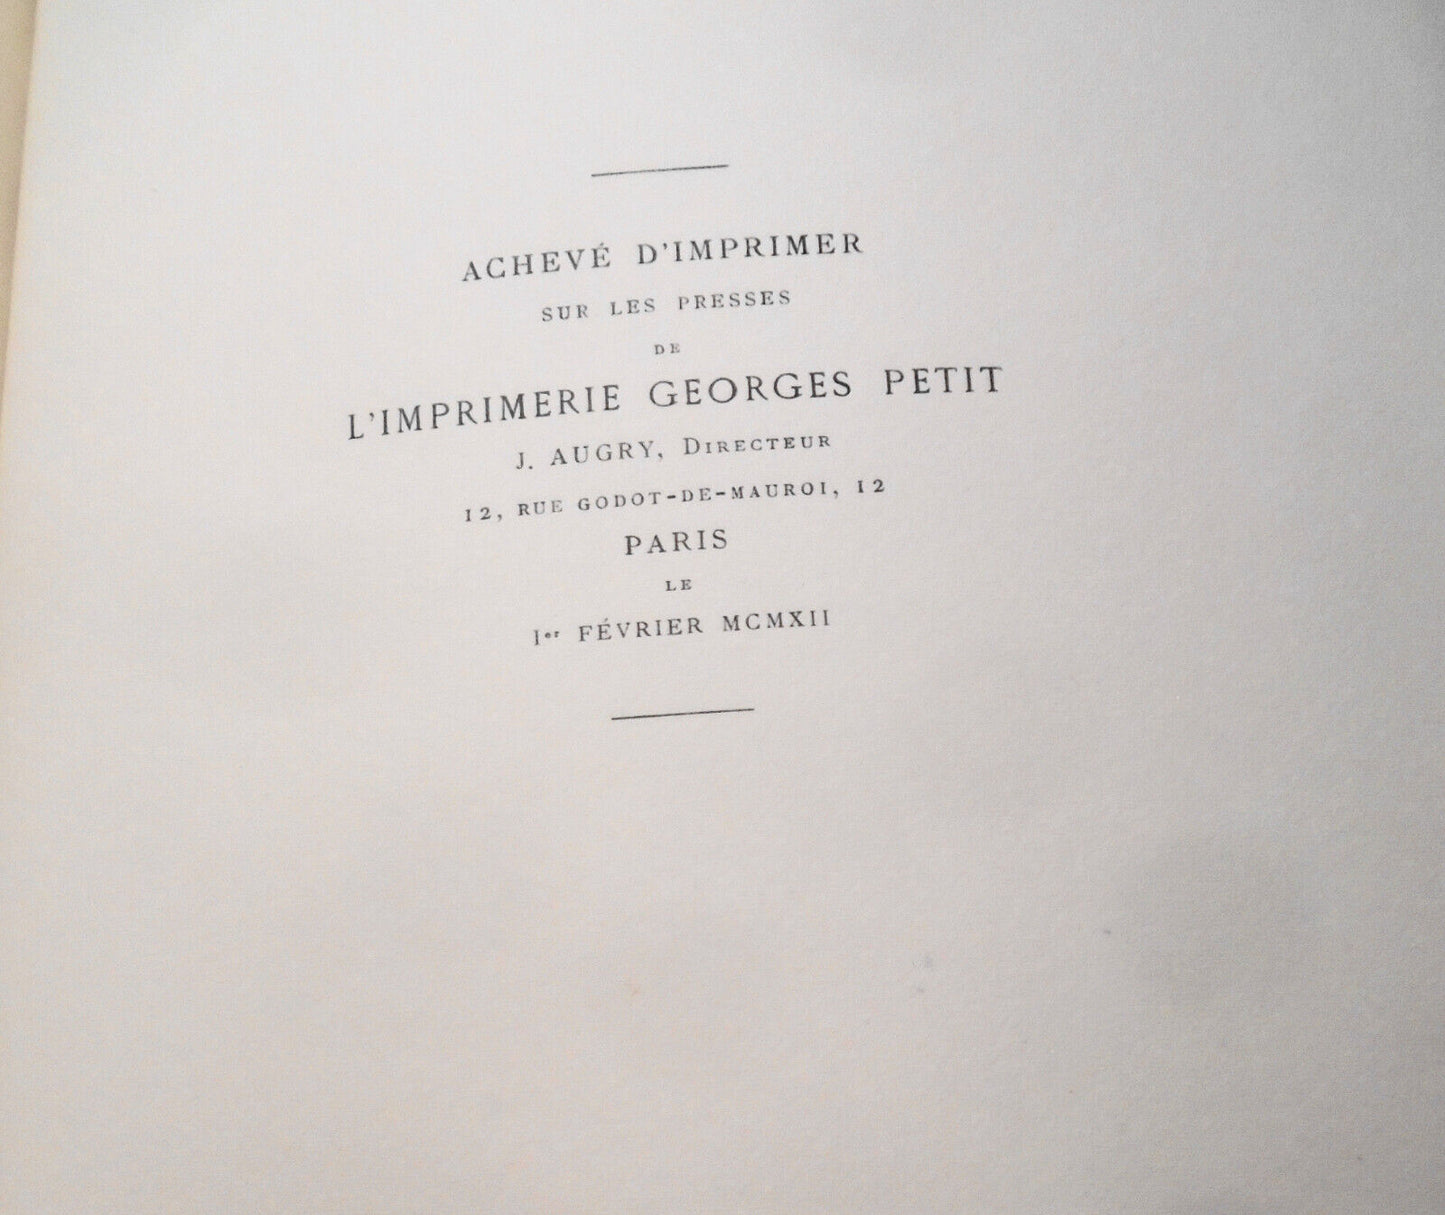 ACHEVÉ D'IMPRIMER
SUR LES PRESSES
DE
L'IMPRIMERIE GEORGES PETIT
J. AUGRY, DIRECTEUR
12, RUE GODOT-DE-MAUROI, 12
PARIS
LE
1er FÉVRIER MCMXII